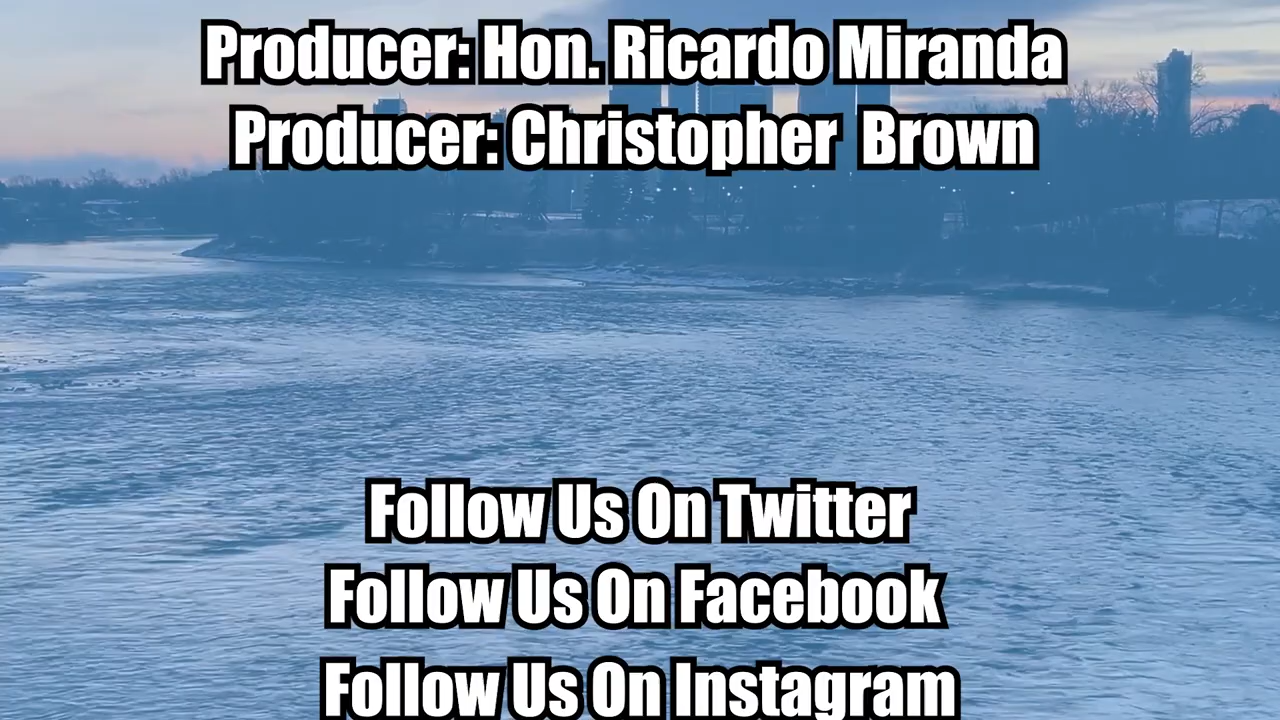 Producer: Hon. Ricardo Miranda
Producer: Christopher Brown
Follow Us On Twitter
Follow Us On Facebook
Follow Us On Instagram